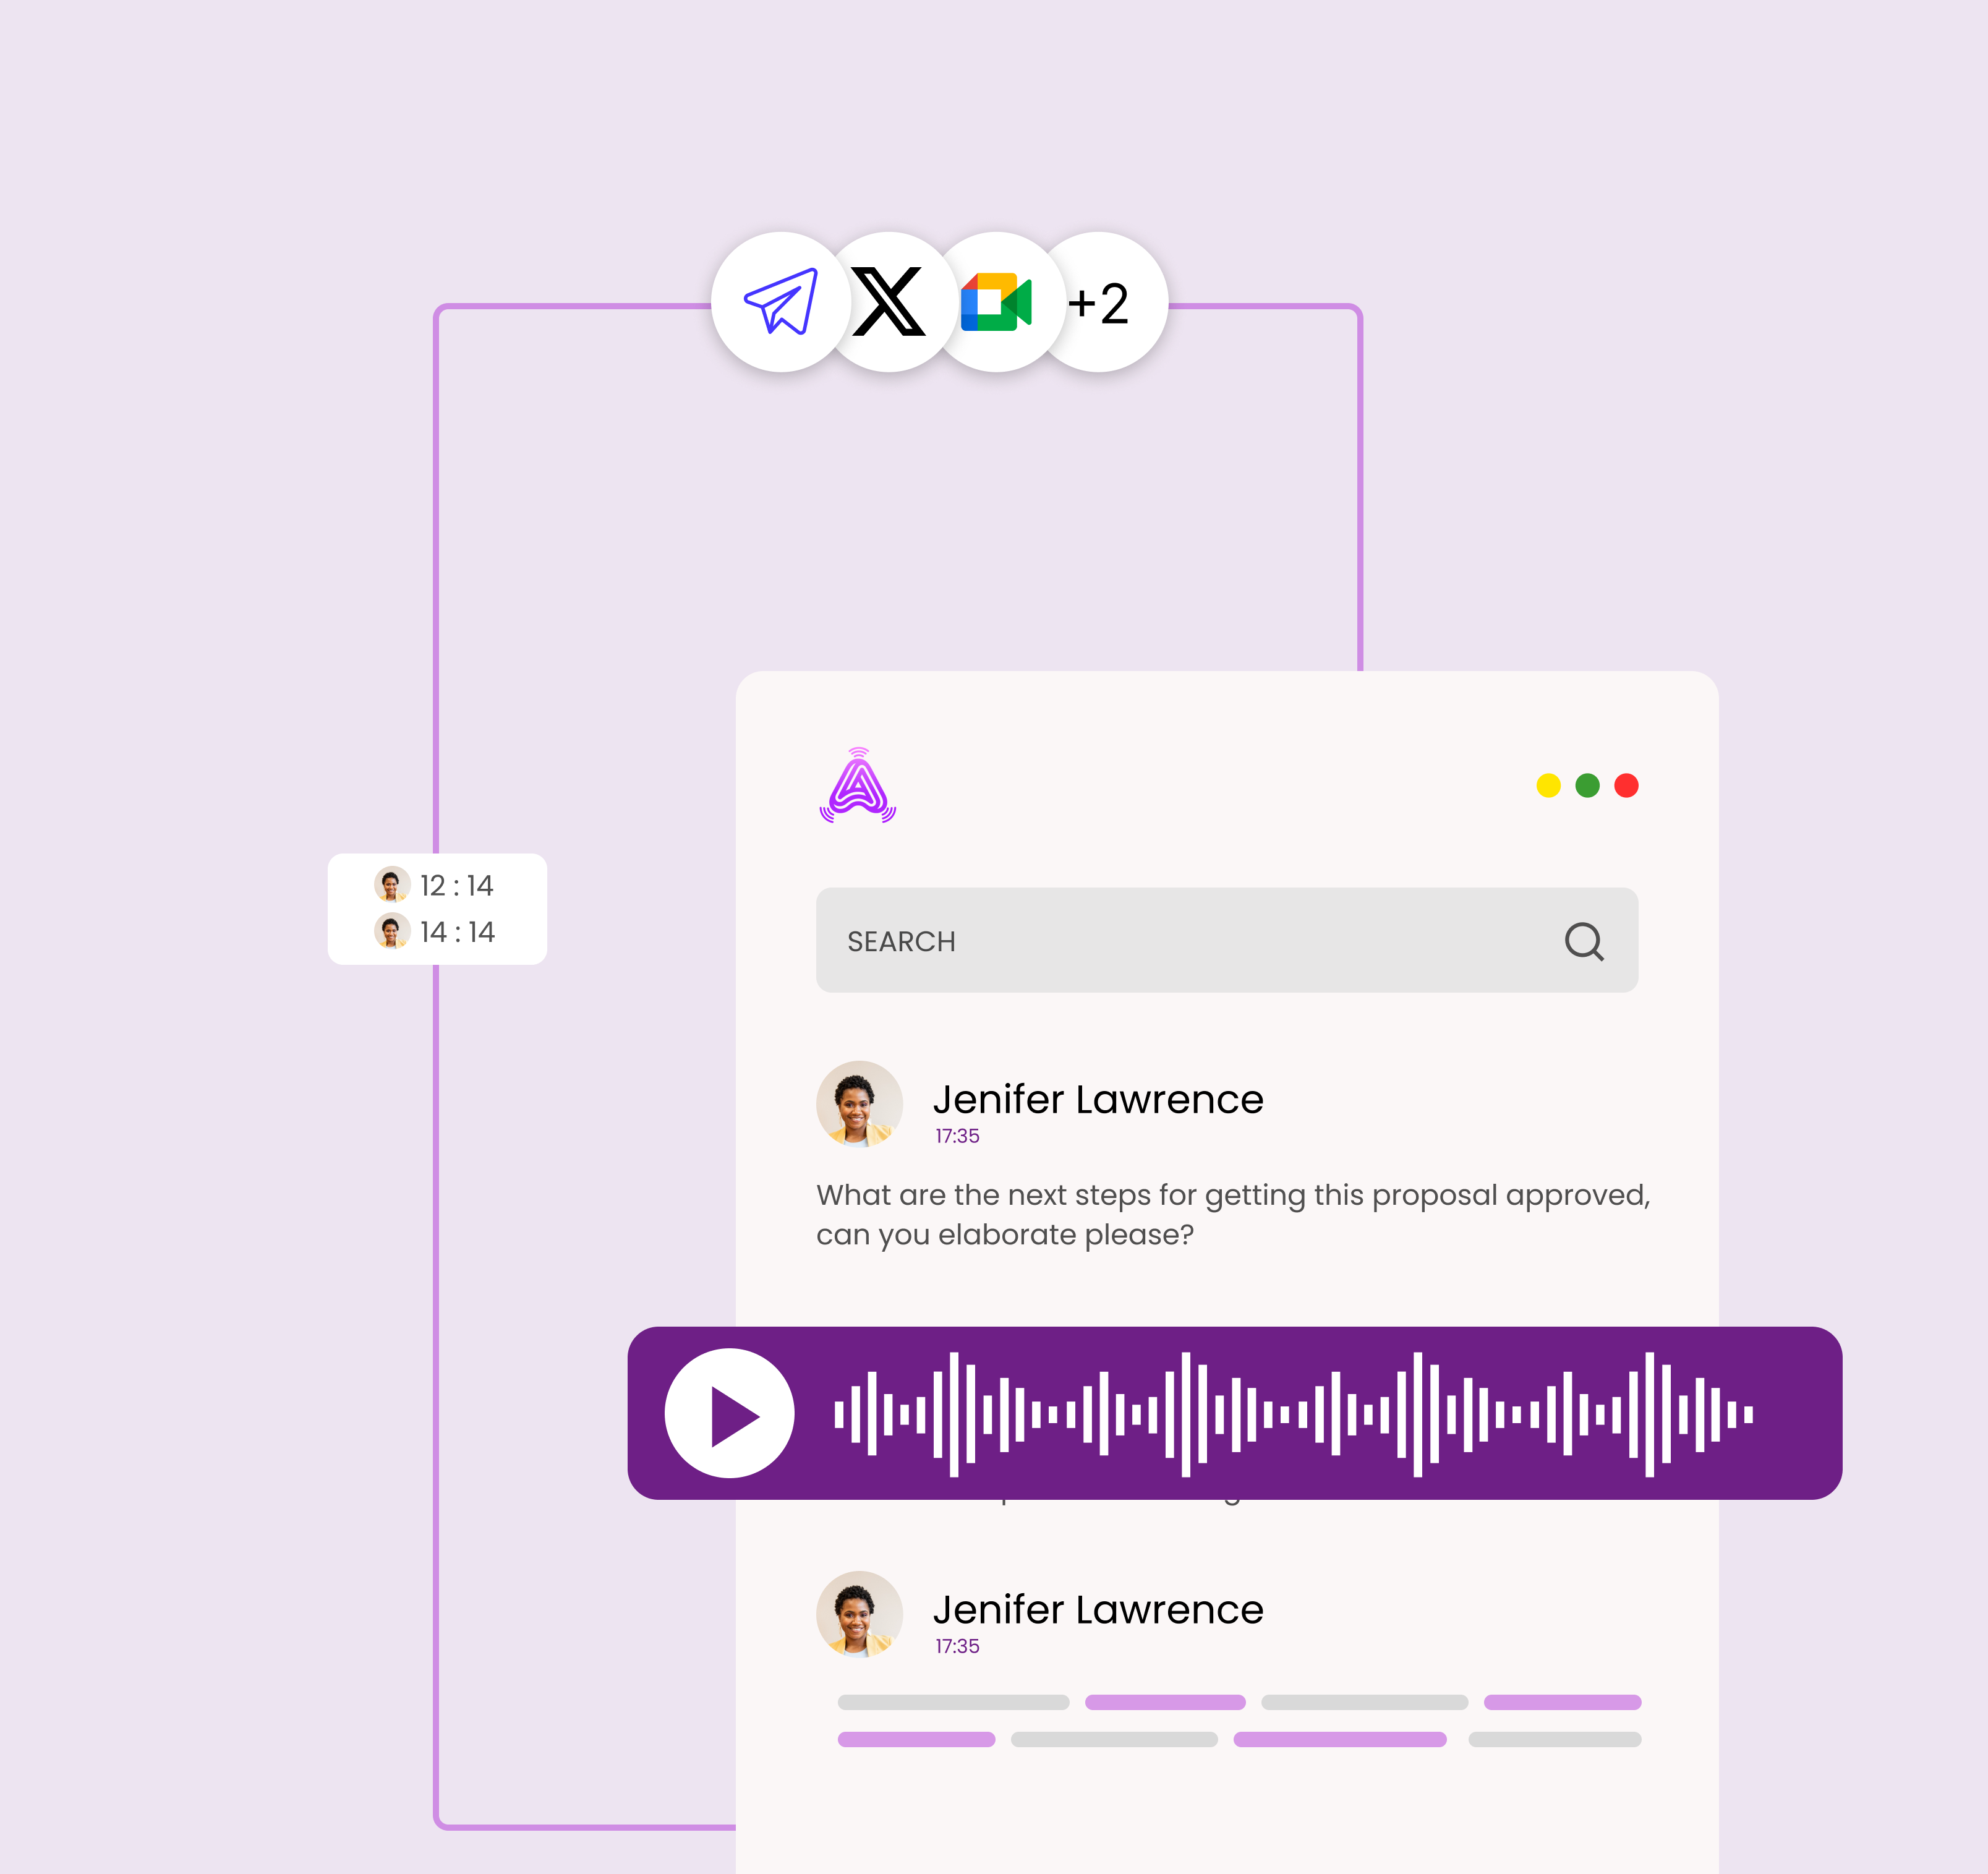 +2
12 : 14
14 : 14
SEARCH
Jenifer Lawrence
17:35
What are the next steps for getting this proposal approved,
can you elaborate please?
Jenifer Lawrence
17:35